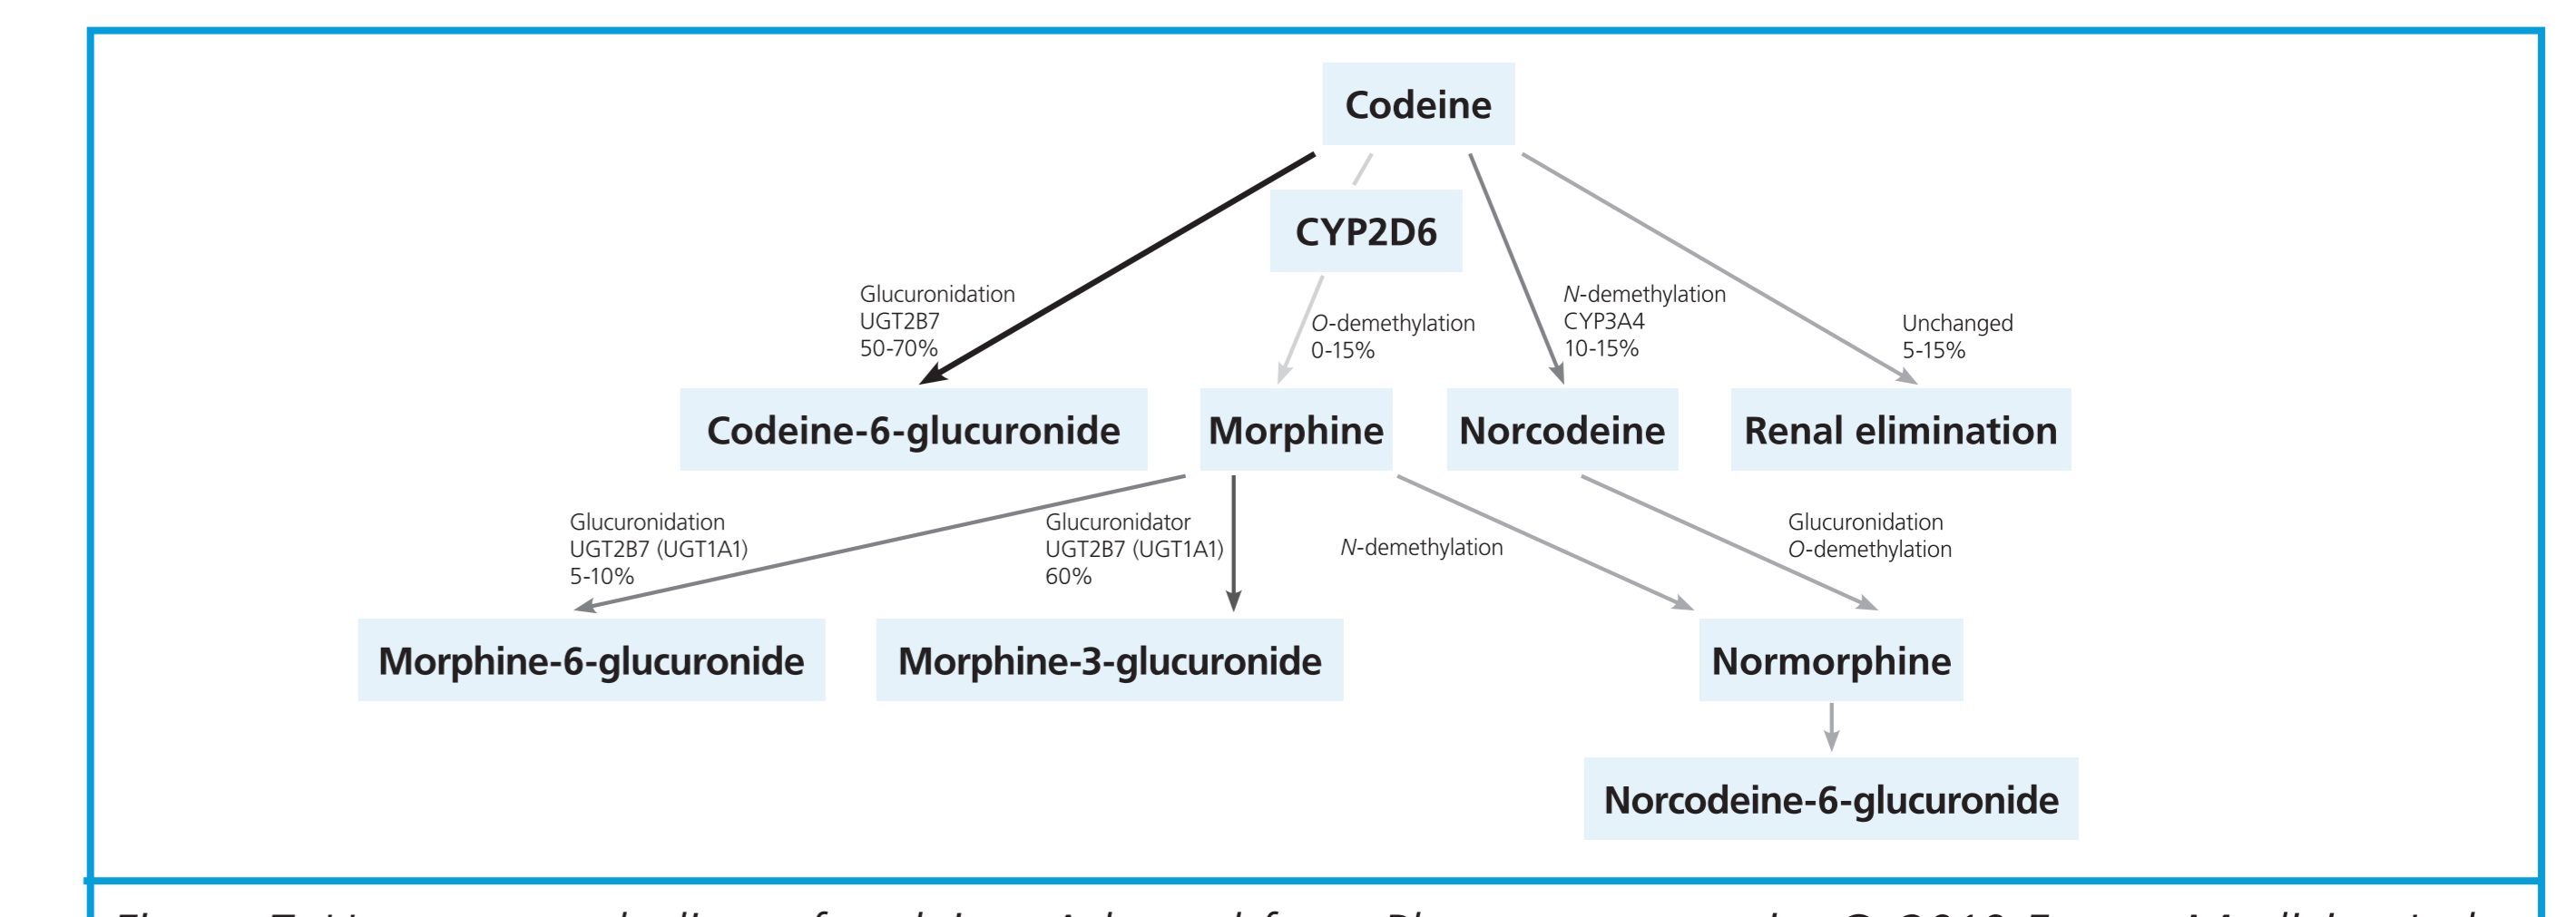 Codeine
CYP2D6
Glucuronidation
UGT2B7
50-70%
O-demethylation
0-15%
N-demethylation
CYP3A4
10-15%
Unchanged
5-15%
Codeine-6-glucuronide
Morphine
Norcodeine
Renal elimination
Glucuronidation
UGT2B7 (UGT1A1)
5-10%
Glucuronidator
UGT2B7 (UGT1A1)
60%
N-demethylation
Glucuronidation
O-demethylation
Morphine-6-glucuronide
Morphine-3-glucuronide
Normorphine
Norcodeine-6-glucuronide